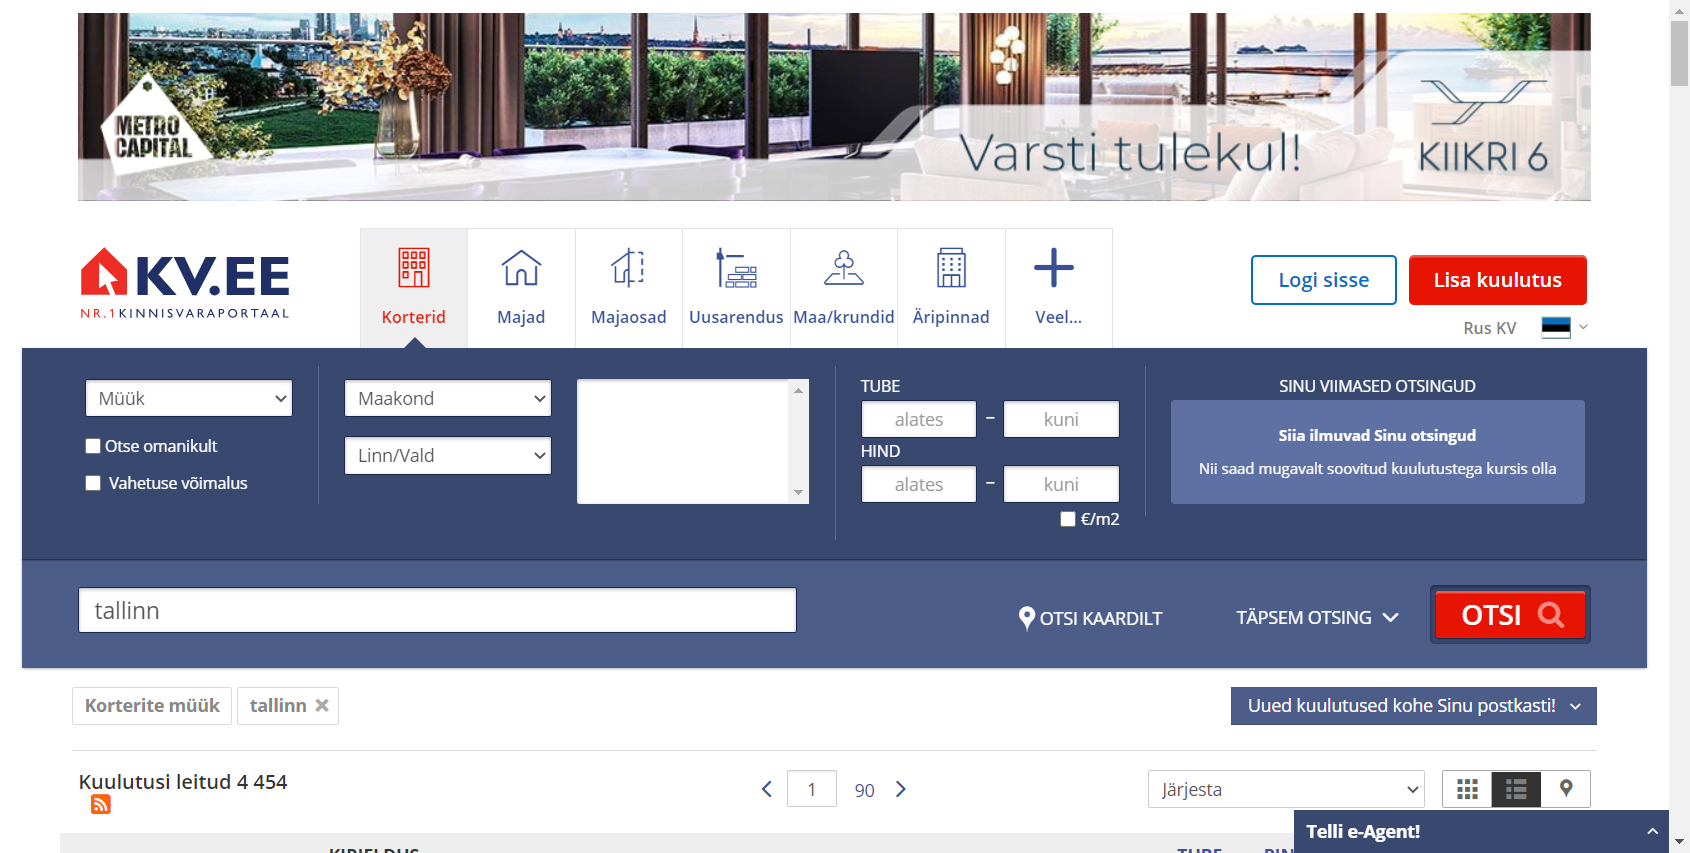 METRO
CAPITAL
Varsti tulekul!
KIIKRI 6
KV.EE
NR.1KINNISVARAPORTAAL
Korterid
Majad
Majaosad
Uusarendus
Maa/krundid
Äripinnad
Veel...
Logi sisse
Lisa kuulutus
Rus KV
Müük
Otse omanikult
Vahetuse võimalus
Maakond
Linn/Vald
TUBE
alates – kuni
HIND
alates – kuni
€/m2
SINU VIIMASED OTSINGUD
Siia ilmuvad Sinu otsingud
Nii saad mugavalt soovitud kuulutustega kursis olla
tallinn
OTSI KAARDILT
TÄPSEM OTSING
OTSI
Korterite müük
tallinn
Uued kuulutused kohe Sinu postkasti!
Kuulutusi leitud 4 454
1
90
Järjesta
Telli e-Agent!
KIRJELDUS
TUBE